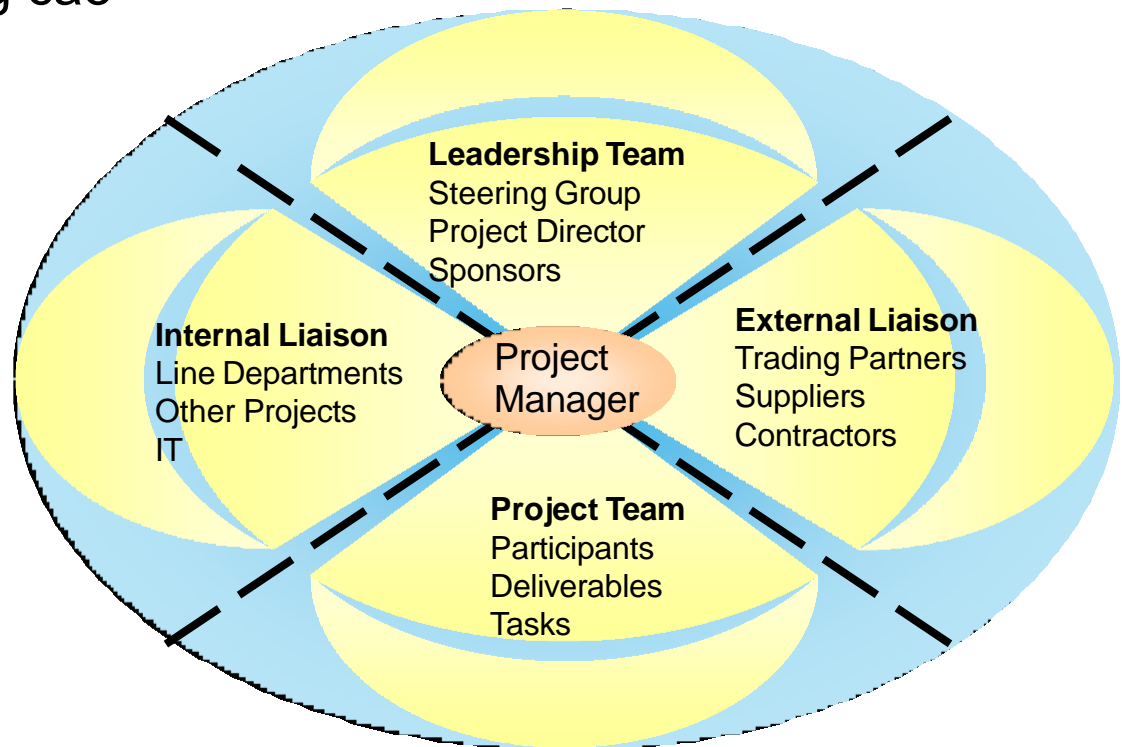 Leadership Team
Steering Group
Project Director
Sponsors
Internal Liaison
Line Departments
Other Projects
IT
Project
Manager
External Liaison
Trading Partners
Suppliers
Contractors
Project Team
Participants
Deliverables
Tasks